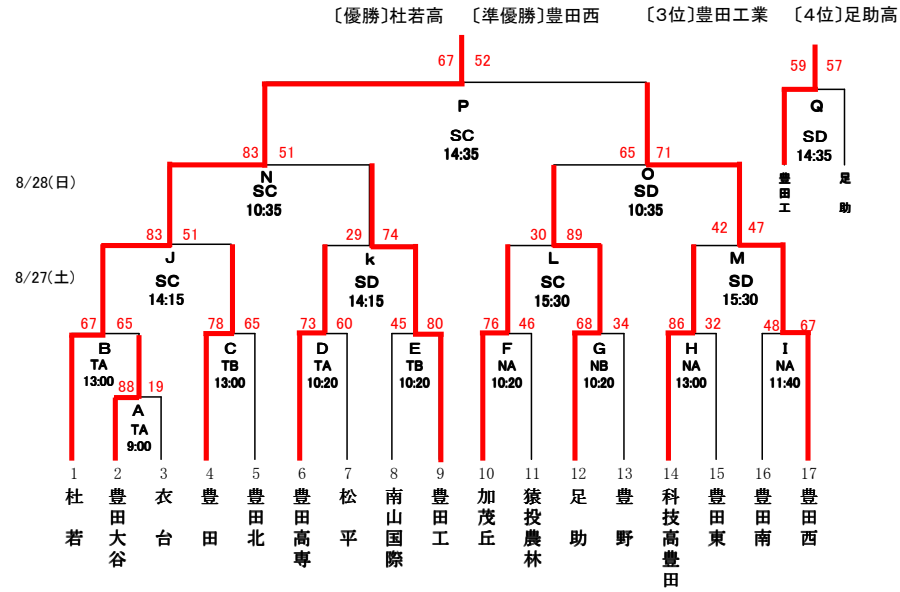 〔優勝〕杜若高 〔準優勝〕豊田西 〔3位〕豊田工業 〔4位〕足助高
67 52
59 57
P
SC
14:35
Q
SD
14:35
豊田工
足助
8/28(日)
83 51
N
SC
10:35
65 71
O
SD
10:35
8/27(土)
83 51
J
SC
14:15
29 74
k
SD
14:15
30 89
L
SC
15:30
42 47
M
SD
15:30
67 65
B
TA
13:00
78 65
C
TB
13:00
73 60
D
TA
10:20
45 80
E
TB
10:20
76 46
F
NA
10:20
68 34
G
NB
10:20
86 32
H
NA
13:00
48 67
I
NA
11:40
88 19
A
TA
9:00
1 2 3 4 5 6 7 8 9 10 11 12 13 14 15 16 17
杜若
豊田大谷
衣台
豊田
豊田北
豊田高専
松平
南山国際
豊田工
加茂丘
猿投農林
足助
豊野
科技高豊田
豊田東
豊田南
豊田西